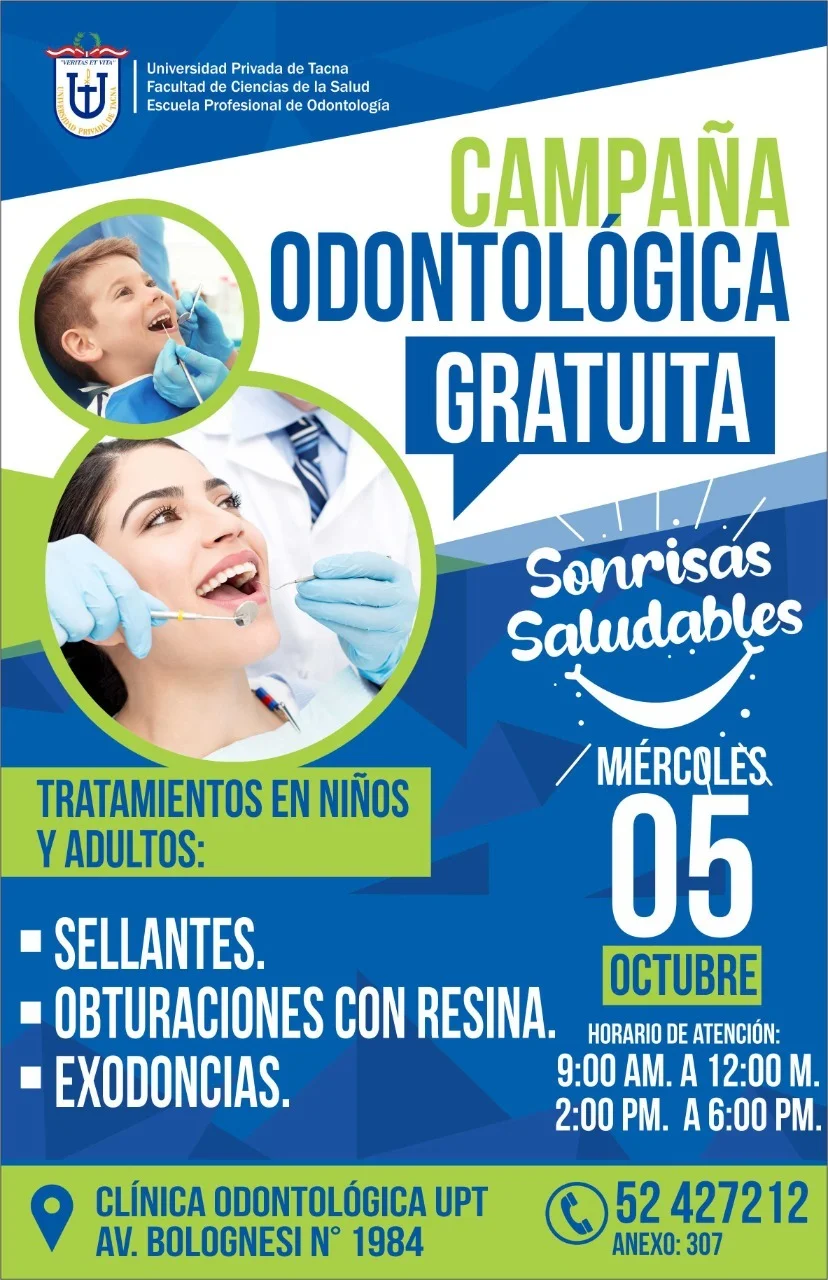 "VERITAS ET VITA"
UNIVERSIDAD PRIVADA DE TACNA
Universidad Privada de Tacna
Facultad de Ciencias de la Salud
Escuela Profesional de Odontología
CAMPAÑA
ODONTOLÓGICA
GRATUITA
Sonrisas
Saludables
MIÉRCOLES
05
OCTUBRE
TRATAMIENTOS EN NIÑOS
Y ADULTOS:
▪ SELLANTES.
▪ OBTURACIONES CON RESINA.
▪ EXODONCIAS.
HORARIO DE ATENCIÓN:
9:00 AM. A 12:00 M.
2:00 PM. A 6:00 PM.
CLÍNICA ODONTOLÓGICA UPT
AV. BOLOGNESI N° 1984
52 427212
ANEXO: 307